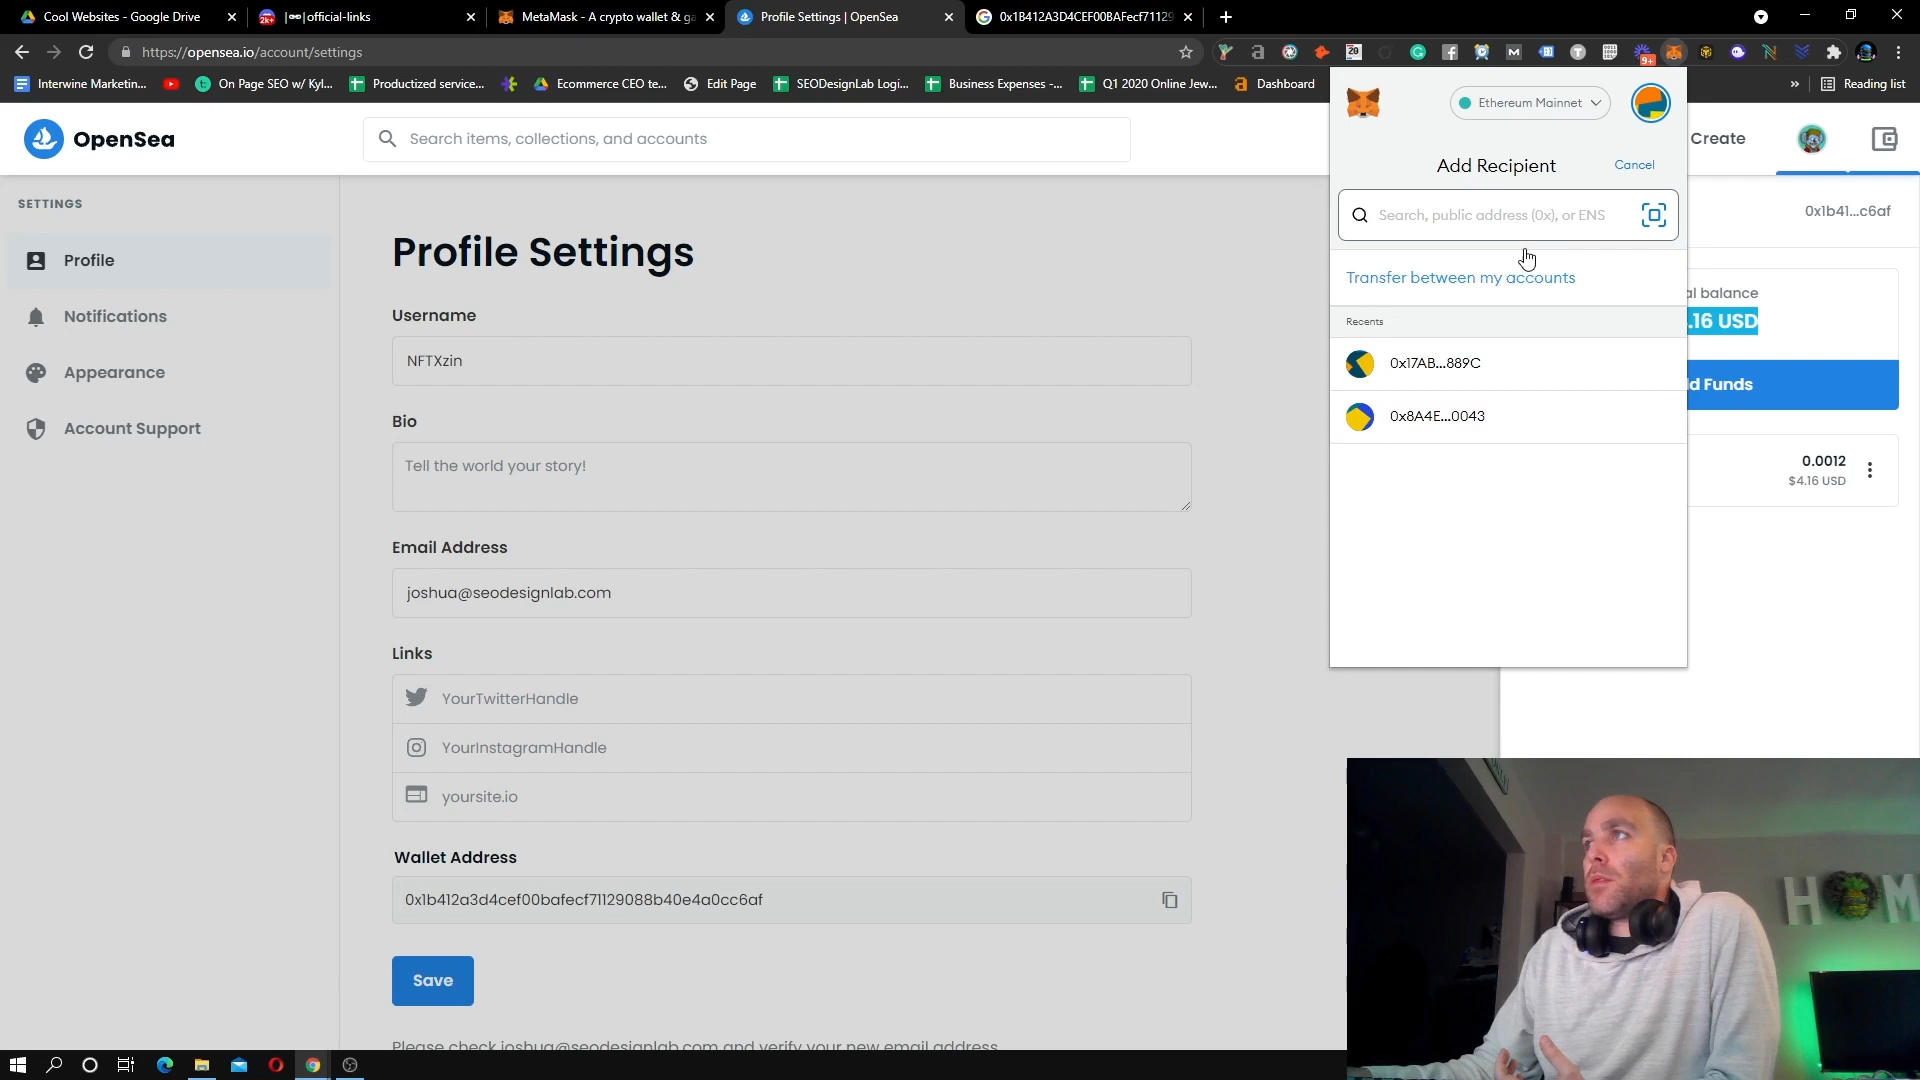 Cool Websites - Google Drive
official-links
MetaMask - A crypto wallet & ga
Profile Settings | OpenSea
0x1B412A3D4CEF00BAFecf71129
https://opensea.io/account/settings
Interwine Marketin...
On Page SEO w/ Kyl...
Productized service...
Ecommerce CEO te...
Edit Page
SEODesignLab Logi...
Business Expenses -...
Q1 2020 Online Jew...
Dashboard
»
Reading list
OpenSea
Search items, collections, and accounts
Ethereum Mainnet
Create
Add Recipient
Cancel
Search, public address (0x), or ENS
Transfer between my accounts
Recents
0x17AB...889C
0x8A4E...0043
0x1b41...c6af
al balance
.16 USD
d Funds
0.0012
$4.16 USD
SETTINGS
Profile
Notifications
Appearance
Account Support
Profile Settings
Username
NFTXzin
Bio
Tell the world your story!
Email Address
joshua@seodesignlab.com
Links
YourTwitterHandle
YourInstagramHandle
yoursite.io
Wallet Address
0x1b412a3d4cef00bafecf71129088b40e4a0cc6af
Save
Please check joshua@seodesignlab.com and verify your new email address
HOM